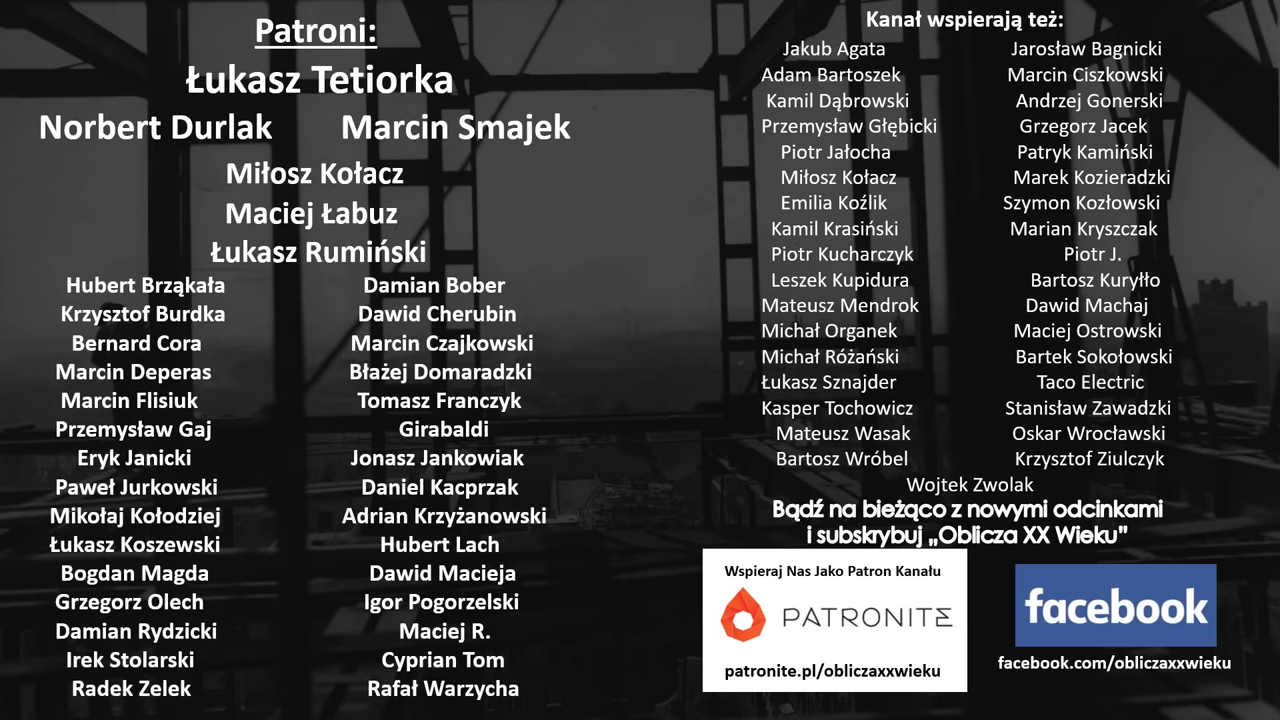 Patroni:
Łukasz Tetiorka
Norbert Durlak Marcin Smajek
Miłosz Kołacz
Maciej Łabuz
Łukasz Rumiński
Hubert Brząkała Damian Bober
Krzysztof Burdka Dawid Cherubin
Bernard Cora Marcin Czajkowski
Marcin Deperas Błażej Domaradzki
Marcin Flisiuk Tomasz Franczyk
Przemysław Gaj Girabaldi
Eryk Janicki Jonasz Jankowiak
Paweł Jurkowski Daniel Kacprzak
Mikołaj Kołodziej Adrian Krzyżanowski
Łukasz Koszewski Hubert Lach
Bogdan Magda Dawid Macieja
Grzegorz Olech Igor Pogorzelski
Damian Rydzicki Maciej R.
Irek Stolarski Cyprian Tom
Radek Zelek Rafał Warzycha
Kanał wspierają też:
Jakub Agata Jarosław Bagnicki
Adam Bartoszek Marcin Ciszkowski
Kamil Dąbrowski Andrzej Gonerski
Przemysław Głębicki Grzegorz Jacek
Piotr Jałocha Patryk Kamiński
Miłosz Kołacz Marek Kozieradzki
Emilia Koźlik Szymon Kozłowski
Kamil Krasiński Marian Kryszczak
Piotr Kucharczyk Piotr J.
Leszek Kupidura Bartosz Kuryłło
Mateusz Mendrok Dawid Machaj
Michał Organek Maciej Ostrowski
Michał Różański Bartek Sokołowski
Łukasz Sznajder Taco Electric
Kasper Tochowicz Stanisław Zawadzki
Mateusz Wasak Oskar Wrocławski
Bartosz Wróbel Krzysztof Ziulczyk
Wojtek Zwolak
Bądź na bieżąco z nowymi odcinkami
i subskrybuj „Oblicza XX Wieku"
Wspieraj Nas Jako Patron Kanału
PATRONITE
patronite.pl/obliczaxxwieku
facebook
facebook.com/obliczaxxwieku